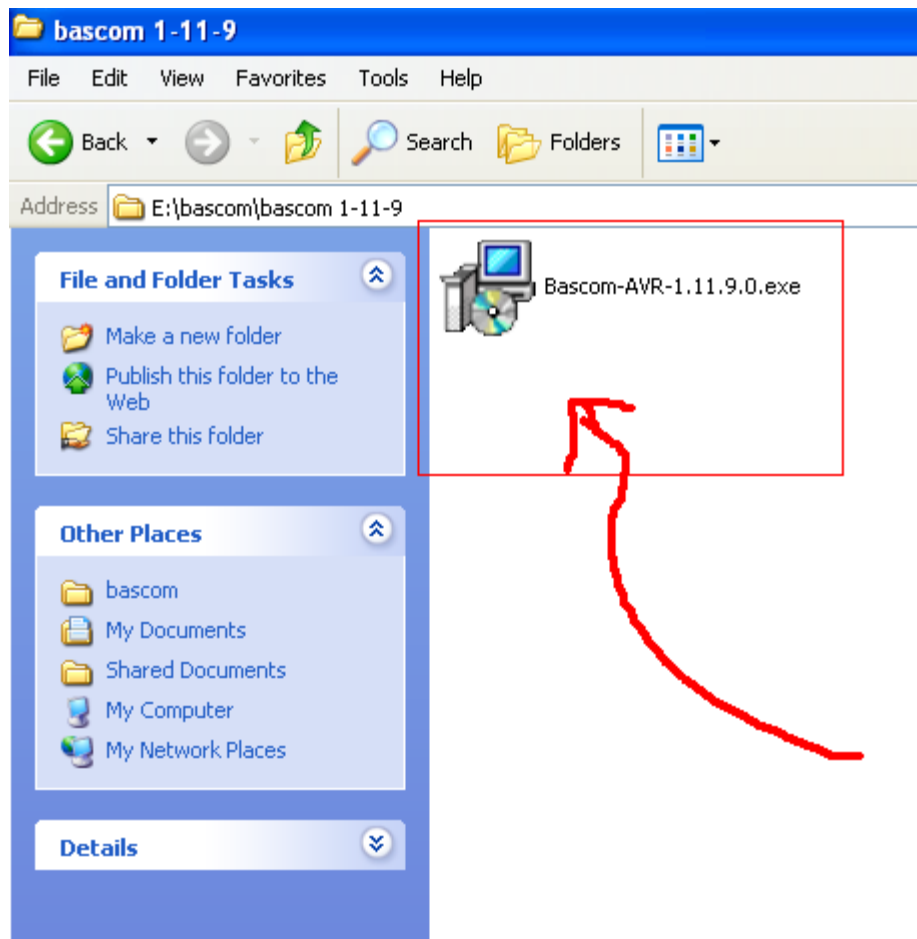 bascom 1-11-9
File Edit View Favorites Tools Help
Back Search Folders
Address E:\bascom\bascom 1-11-9
File and Folder Tasks
Make a new folder
Publish this folder to the
Web
Share this folder
Other Places
bascom
My Documents
Shared Documents
My Computer
My Network Places
Details
Bascom-AVR-1.11.9.0.exe